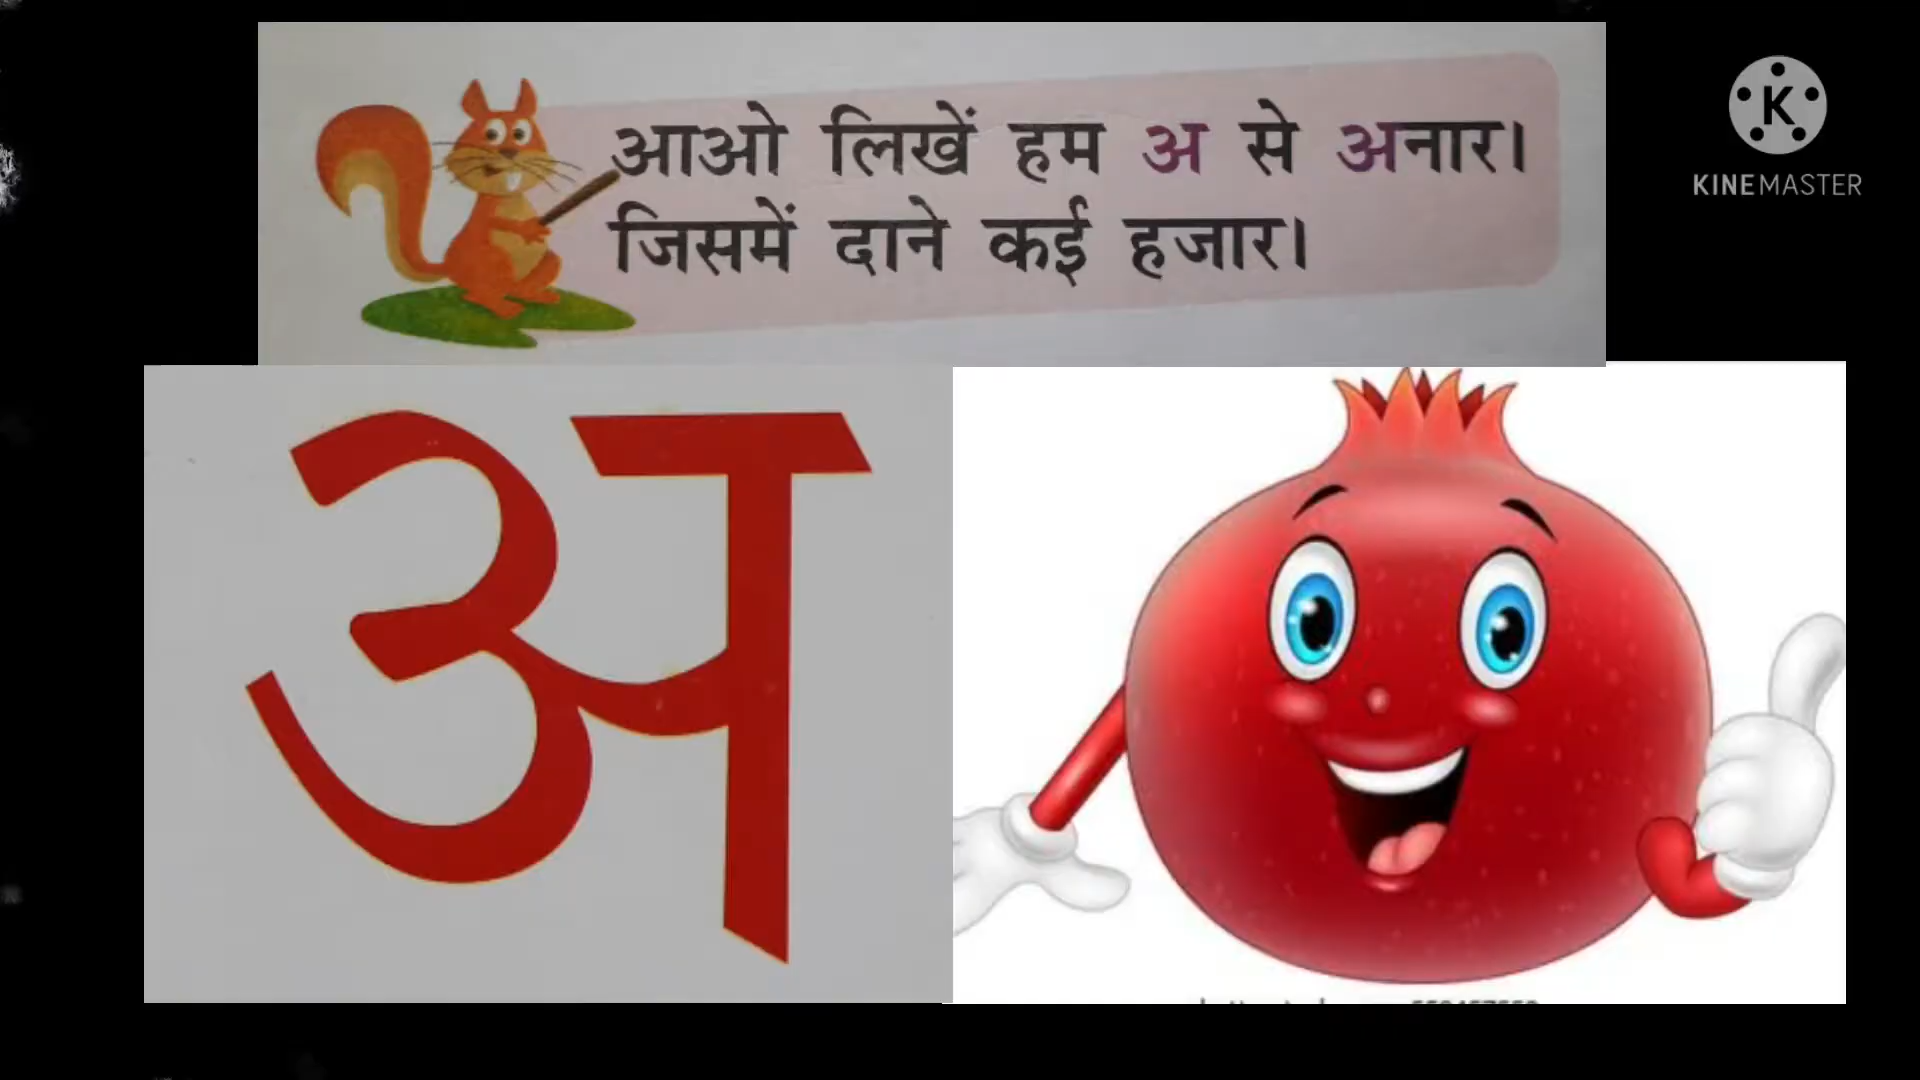 आओ लिखें हम अ से अनार।
जिसमें दाने कई हजार।
K
KINEMASTER
अ